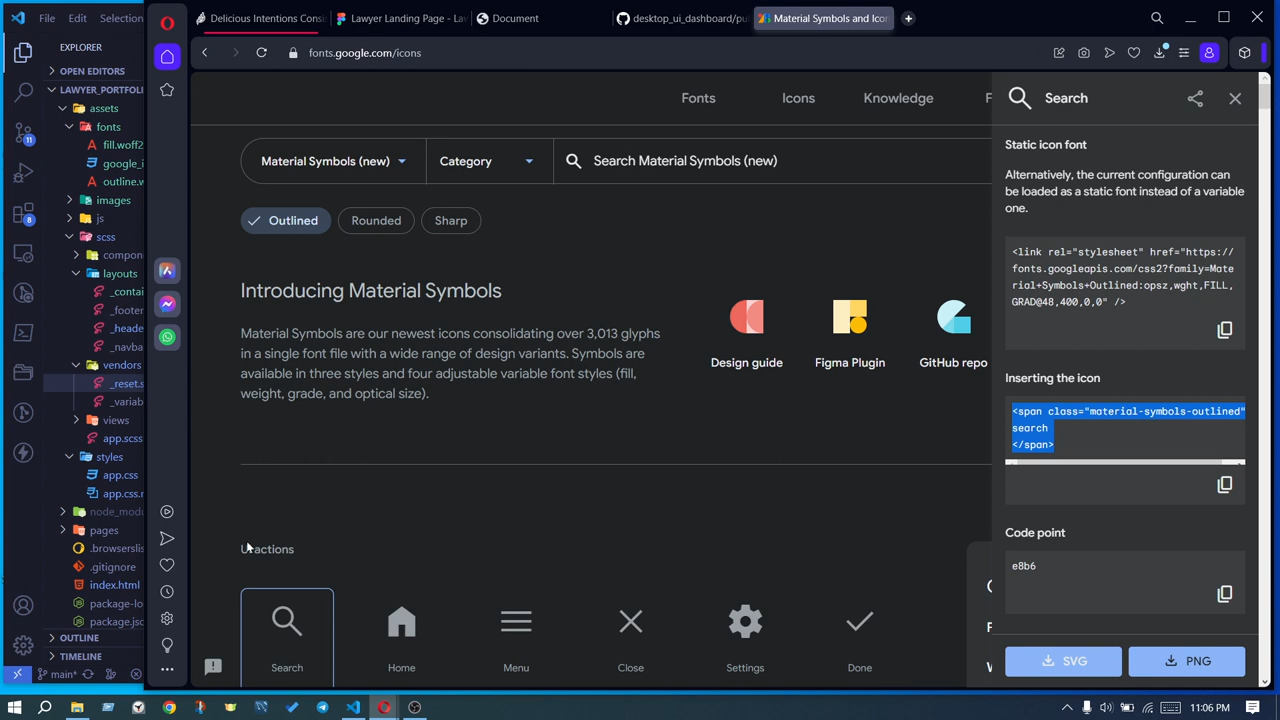 File
Edit
Selection
EXPLORER
OPEN EDITORS
LAWYER_PORTFOLI
assets
fonts
fill.woff2
google_i
outline.w
images
js
scss
compon
layouts
_contai
_footer
_heade
_navba
vendors
_reset.s
_variab
views
app.scss
styles
app.css
app.css.m
node_modu
pages
.browserslis
.gitignore
index.html
package-lo
package.jsc
OUTLINE
TIMELINE
main*
11
8
Delicious Intentions Consi
Lawyer Landing Page – La
Document
desktop_ui_dashboard/pu
Material Symbols and Icon
fonts.google.com/icons
Fonts
Icons
Knowledge
F
Material Symbols (new)
Category
Search Material Symbols (new)
Outlined
Rounded
Sharp
Introducing Material Symbols
Material Symbols are our newest icons consolidating over 3,013 glyphs
in a single font file with a wide range of design variants. Symbols are
available in three styles and four adjustable variable font styles (fill,
weight, grade, and optical size).
Design guide
Figma Plugin
GitHub repo
UI actions
Search
Home
Menu
Close
Settings
Done
Search
Static icon font
Alternatively, the current configuration can
be loaded as a static font instead of a variable
one.
<link rel="stylesheet" href="https://
fonts.googleapis.com/css2?family=Mate
rial+Symbols+Outlined:opsz,wght,FILL,
GRAD@48,400,0,0" />
Inserting the icon
<span class="material-symbols-outlined"
search
</span>
Code point
e8b6
SVG
PNG
11:06 PM